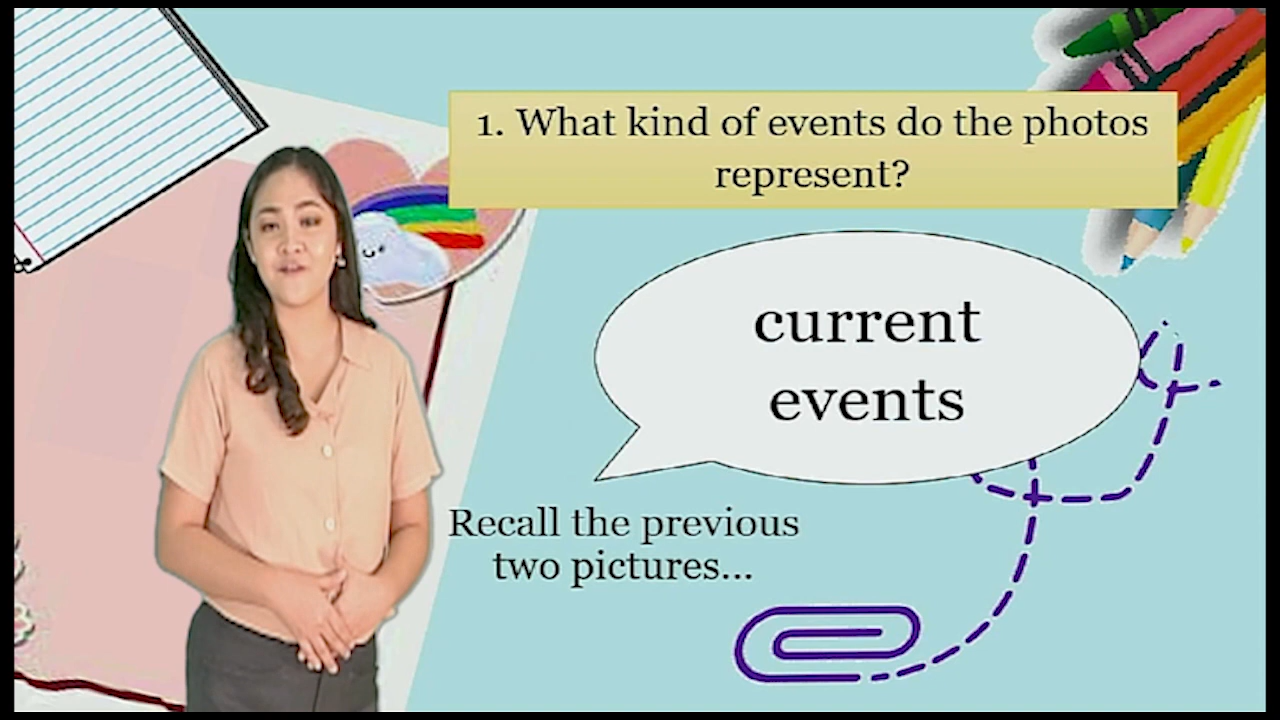 1. What kind of events do the photos
represent?
current
events
Recall the previous
two pictures...